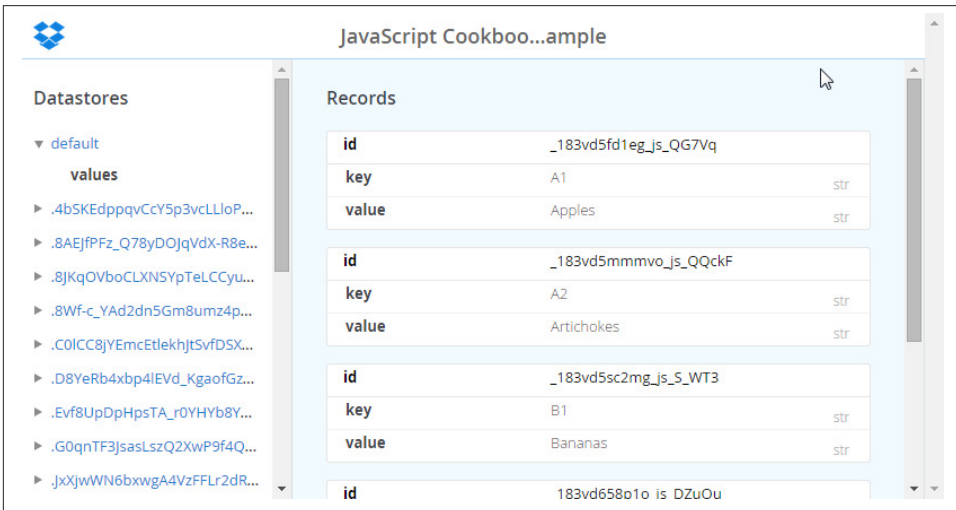 JavaScript Cookboo...ample
Datastores
default
values
.4bSKEdppqvCcY5p3vcLLloP...
.8AEJfPFz_Q78yDOJqVdX-R8e...
.8JKqOVboCLXNSYpTeLCCyu...
.8Wf-c_YAd2dn5Gm8umz4p...
.C0lCC8jYEmcEtlekhJtSvfDSX...
.D8YeRb4xbp4lEVd_KgaofGz...
.Evf8UpDpHpsTA_r0YHYb8Y...
.G0qnTF3JsasLszQ2XwP9f4Q...
.JxXjwWN6bxwgA4VzFFLr2dR...
Records
id _183vd5fd1eg_js_QG7Vq
key A1 str
value Apples str
id _183vd5mmmvo_js_QQckF
key A2 str
value Artichokes str
id _183vd5sc2mg_js_S_WT3
key B1 str
value Bananas str
id _183vd658p1o_js_DZuOu